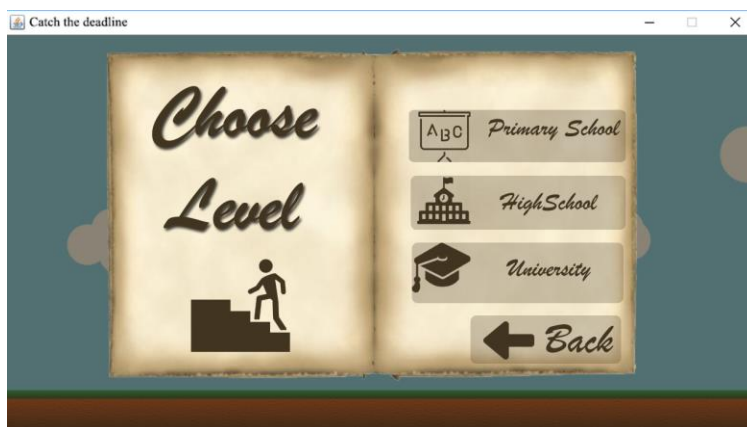 Catch the deadline
Choose
Level
ABC
Primary School
HighSchool
University
Back